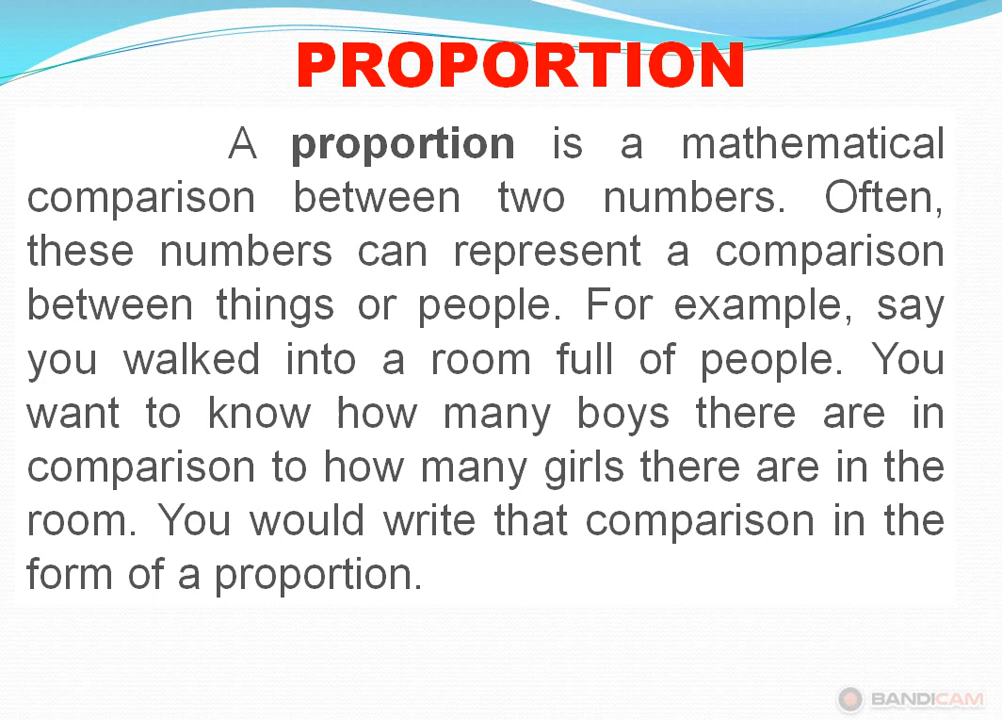 PROPORTION
A proportion is a mathematical
comparison between two numbers. Often,
these numbers can represent a comparison
between things or people. For example, say
you walked into a room full of people. You
want to know how many boys there are in
comparison to how many girls there are in the
room. You would write that comparison in the
form of a proportion.
BANDICAM